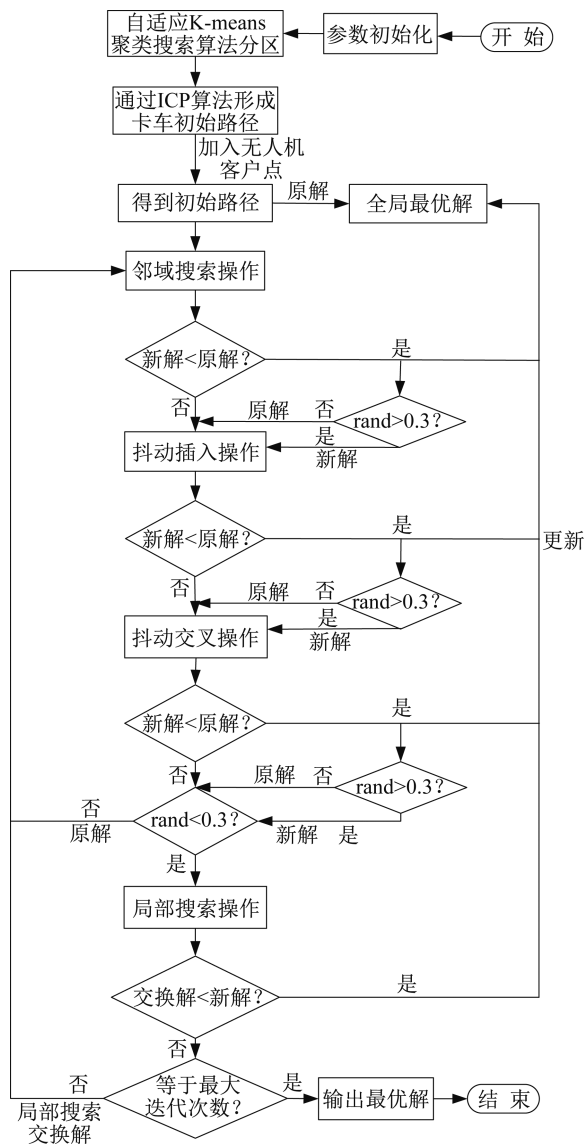 开 始
参数初始化
自适应K-means
聚类搜索算法分区
通过ICP算法形成
卡车初始路径
加入无人机
客户点
得到初始路径
原解
全局最优解
邻域搜索操作
新解<原解?
是
否
原解
否
rand>0.3?
是
新解
抖动插入操作
新解<原解?
是
更新
否
原解
否
rand>0.3?
是
新解
抖动交叉操作
新解<原解?
是
否
原解
否
rand>0.3?
否
原解
rand<0.3?
新解
是
是
局部搜索操作
交换解<新解?
是
否
否
局部搜索
交换解
等于最大
迭代次数?
是
输出最优解
结 束